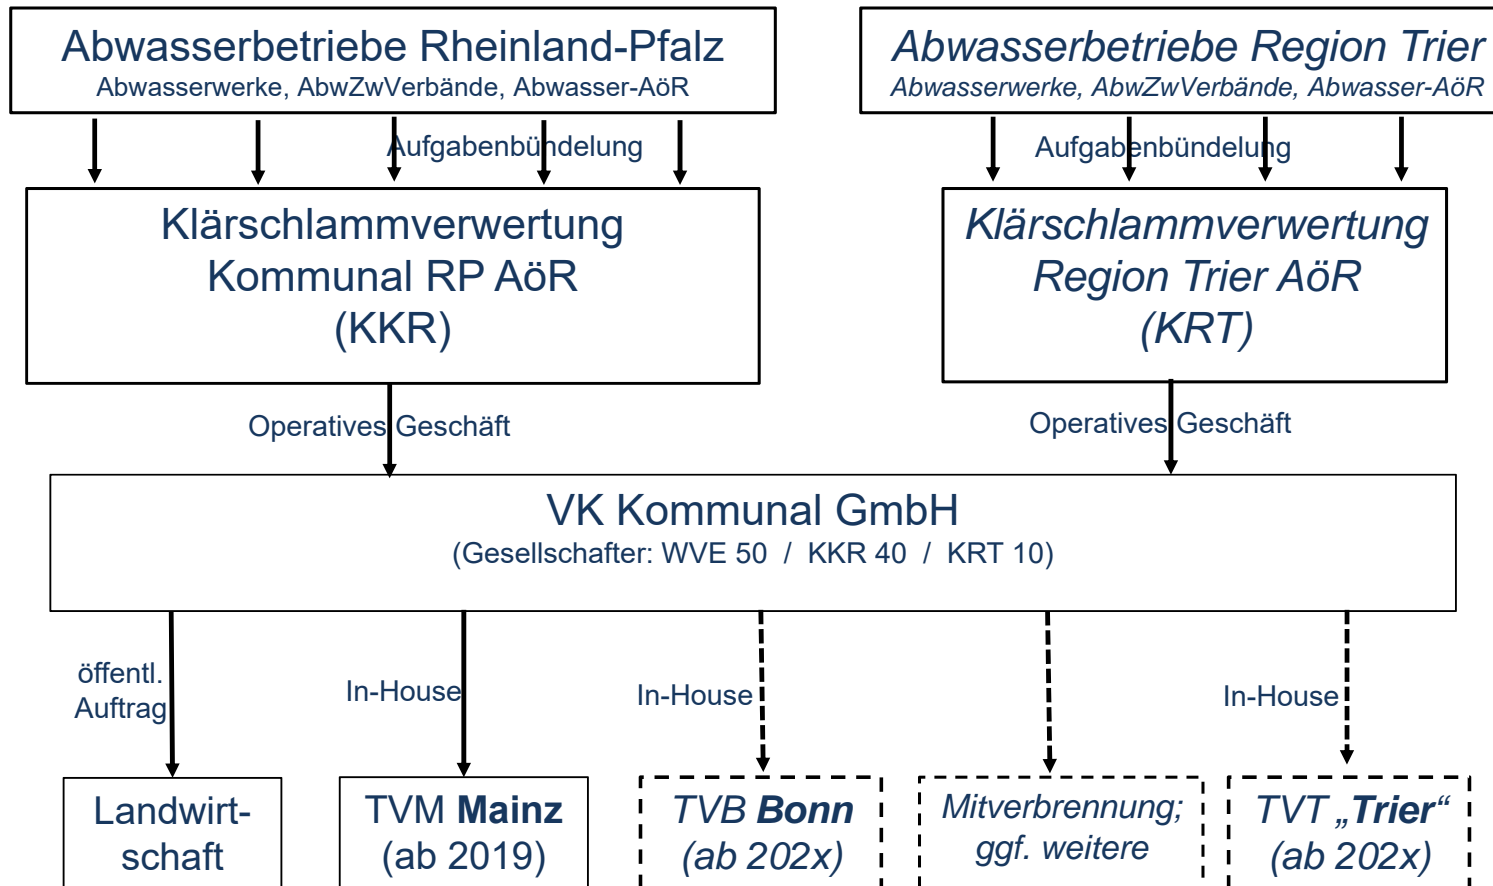 Abwasserbetriebe Rheinland-Pfalz
Abwasserwerke, AbwZwVerbände, Abwasser-AöR
Abwasserbetriebe Region Trier
Abwasserwerke, AbwZwVerbände, Abwasser-AöR
Aufgabenbündelung
Aufgabenbündelung
Klärschlammverwertung
Kommunal RP AöR
(KKR)
Klärschlammverwertung
Region Trier AöR
(KRT)
Operatives Geschäft
Operatives Geschäft
VK Kommunal GmbH
(Gesellschafter: WVE 50 / KKR 40 / KRT 10)
öffentl.
Auftrag
In-House
In-House
In-House
Landwirt-
schaft
TVM Mainz
(ab 2019)
TVB Bonn
(ab 202x)
Mitverbrennung;
ggf. weitere
TVT „Trier“
(ab 202x)